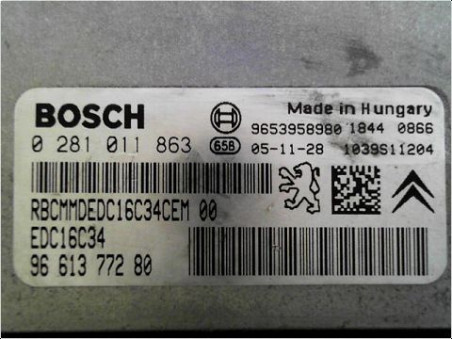 BOSCH
Made in Hungary
9653958980 1844 0866
0 281 011 863
65B 05-11-28 1039S11204
RBCMMDEDC16C34CEM 00
EDC16C34
96 613 772 80